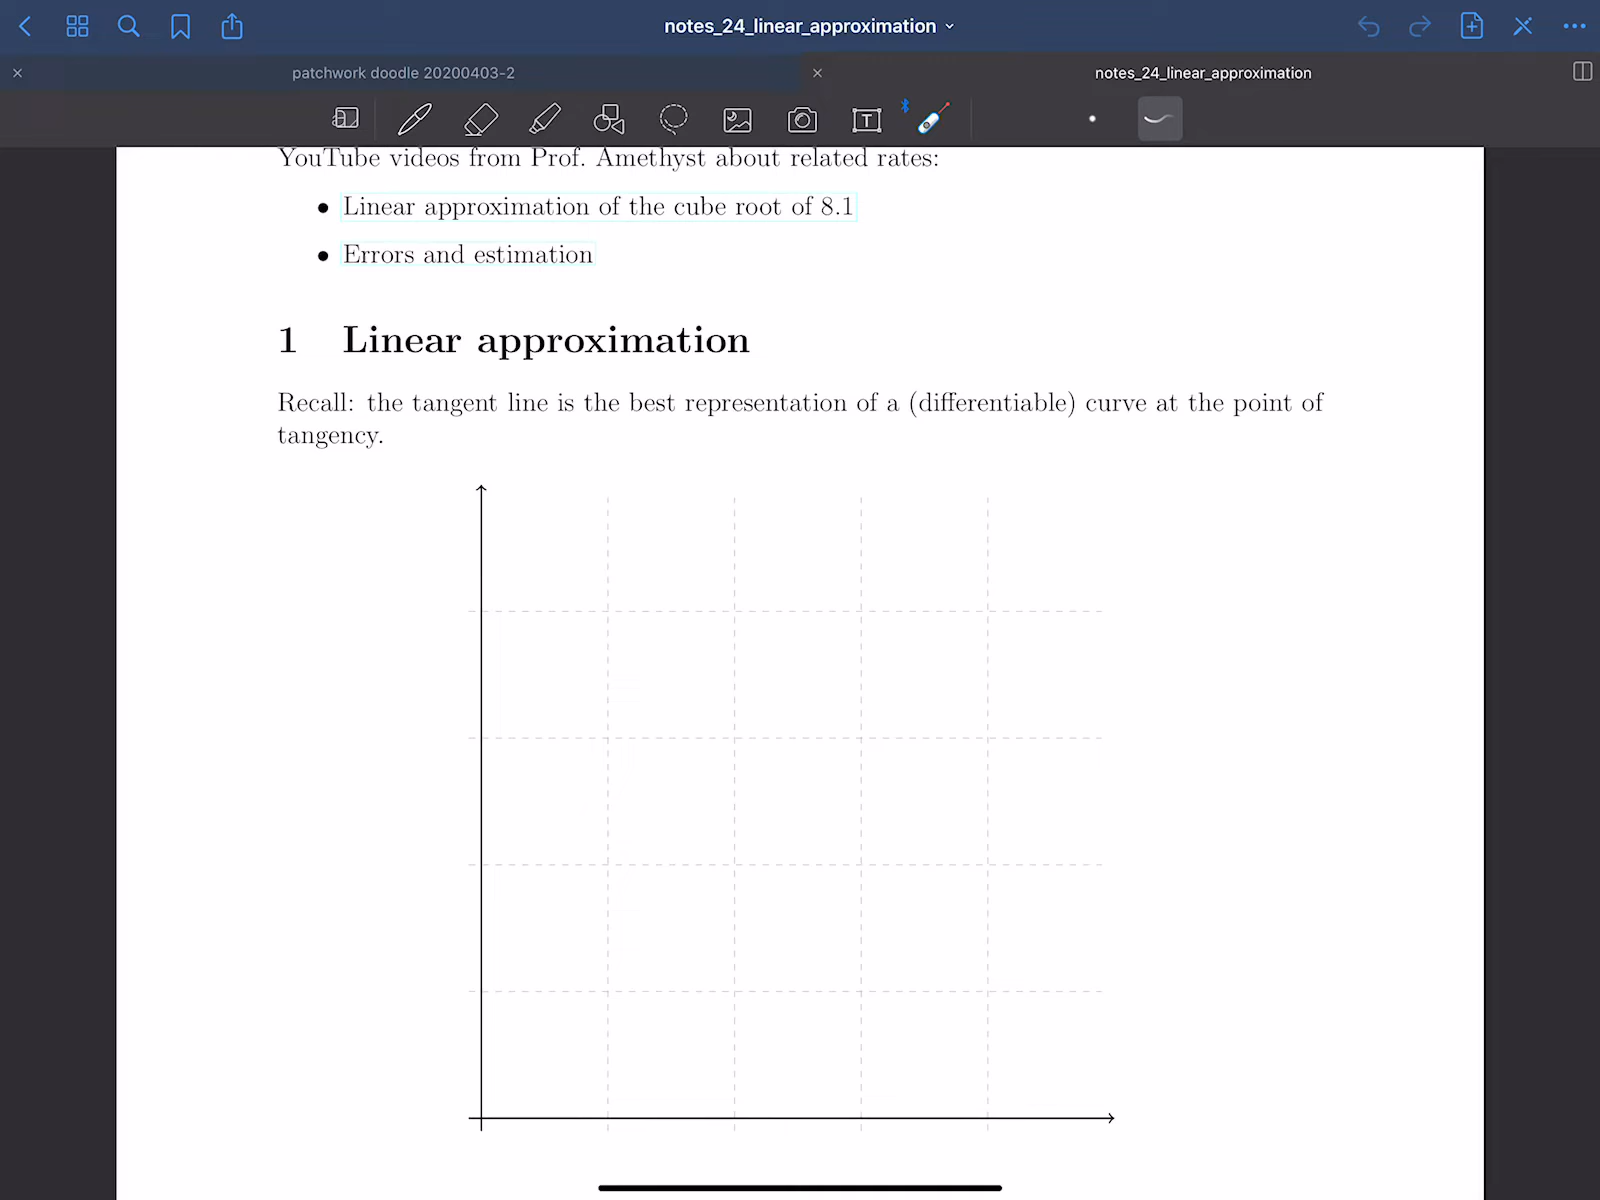 notes_24_linear_approximation
patchwork doodle 20200403-2
notes_24_linear_approximation
T
YouTube videos from Prof. Amethyst about related rates:
• Linear approximation of the cube root of 8.1
• Errors and estimation
1 Linear approximation
Recall: the tangent line is the best representation of a (differentiable) curve at the point of
tangency.